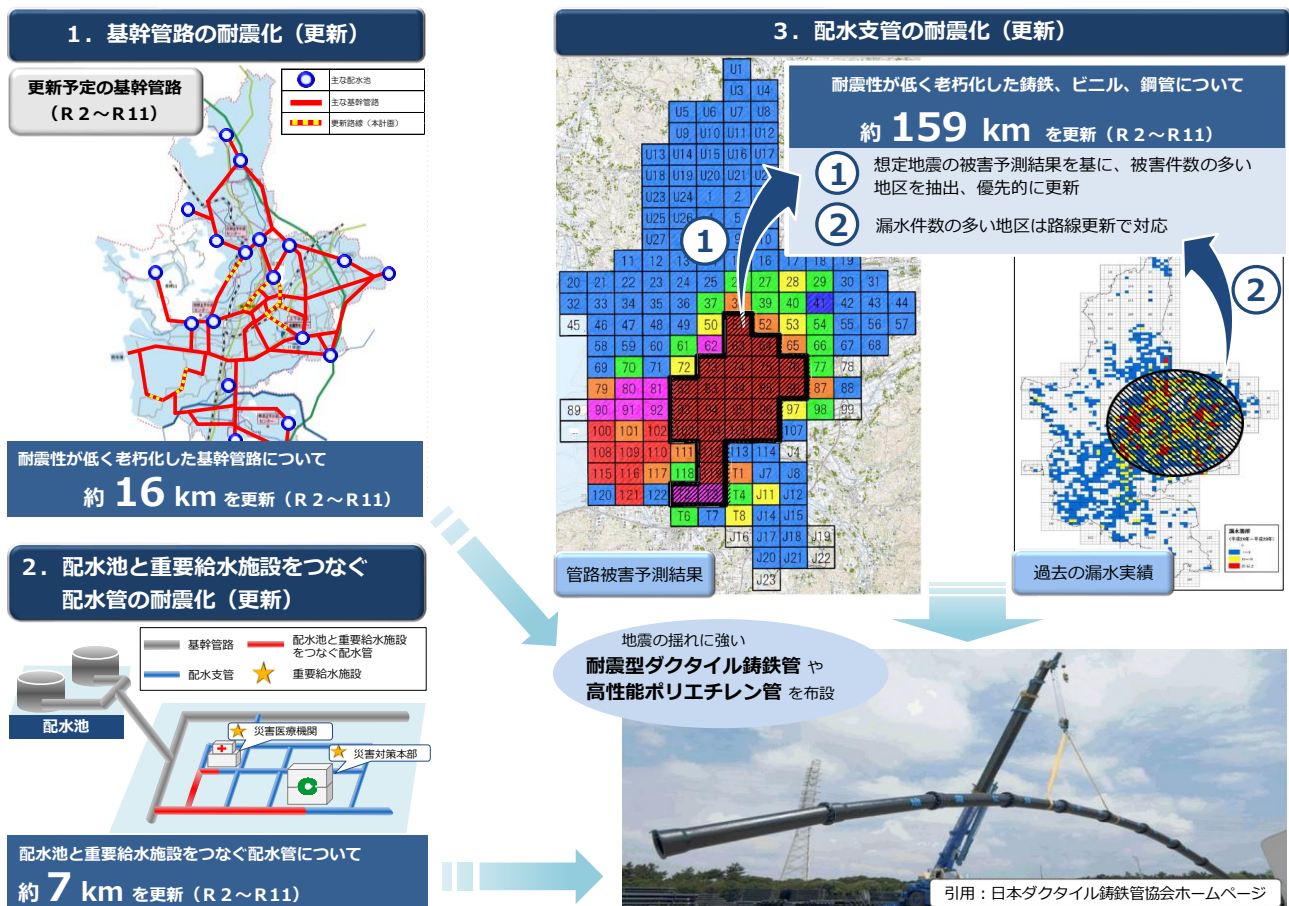 1．基幹管路の耐震化（更新）
更新予定の基幹管路
（R２～R11）
主な配水池
主な基幹管路
更新路線（本計画）
耐震性が低く老朽化した基幹管路について
約 16 km を更新（R２～R11）
２．配水池と重要給水施設をつなぐ
配水管の耐震化（更新）
基幹管路
配水池と重要給水施設
をつなぐ配水管
配水支管
重要給水施設
配水池
災害医療機関
災害対策本部
配水池と重要給水施設をつなぐ配水管について
約 7 km を更新（R２～R11）
３．配水支管の耐震化（更新）
耐震性が低く老朽化した鋳鉄、ビニル、鋼管について
約 159 km を更新（R２～R11）
① 想定地震の被害予測結果を基に、被害件数の多い
地区を抽出、優先的に更新
② 漏水件数の多い地区は路線更新で対応
U1
U3 U4
U5 U6 U7 U8
U9 U10 U11 U12
U13 U14 U15 U16 U17
U18 U19 U20 U21
U23 U24 1 2
U25 U26 5
U27 10
①
11 12 13 16 17 18 19
20 21 22 23 24 25 27 28 29 30 31
32 33 34 35 36 37 39 40 41 42 43 44
45 46 47 48 49 50 52 53 54 55 56 57
58 59 60 61 62 65 66 67 68
69 70 71 72 77 78
79 80 81 87 88
89 90 91 92 97 98 99
100 101 102 107
108 109 110 111 113 114 J4
115 116 117 118 T1 J7 J8
120 121 122 T4 J11 J12
T6 T7 T8 J14 J15
J16 J17 J18 J19
J20 J21 J22
J23
管路被害予測結果
②
漏水箇所
過去の漏水実績
地震の揺れに強い
耐震型ダクタイル鋳鉄管 や
高性能ポリエチレン管 を布設
引用：日本ダクタイル鋳鉄管協会ホームページ